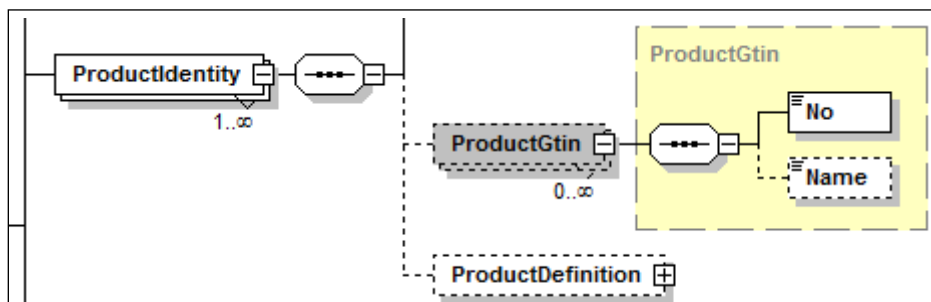 ProductGtin
ProductIdentity
1..∞
No
ProductGtin
0..∞
Name
ProductDefinition